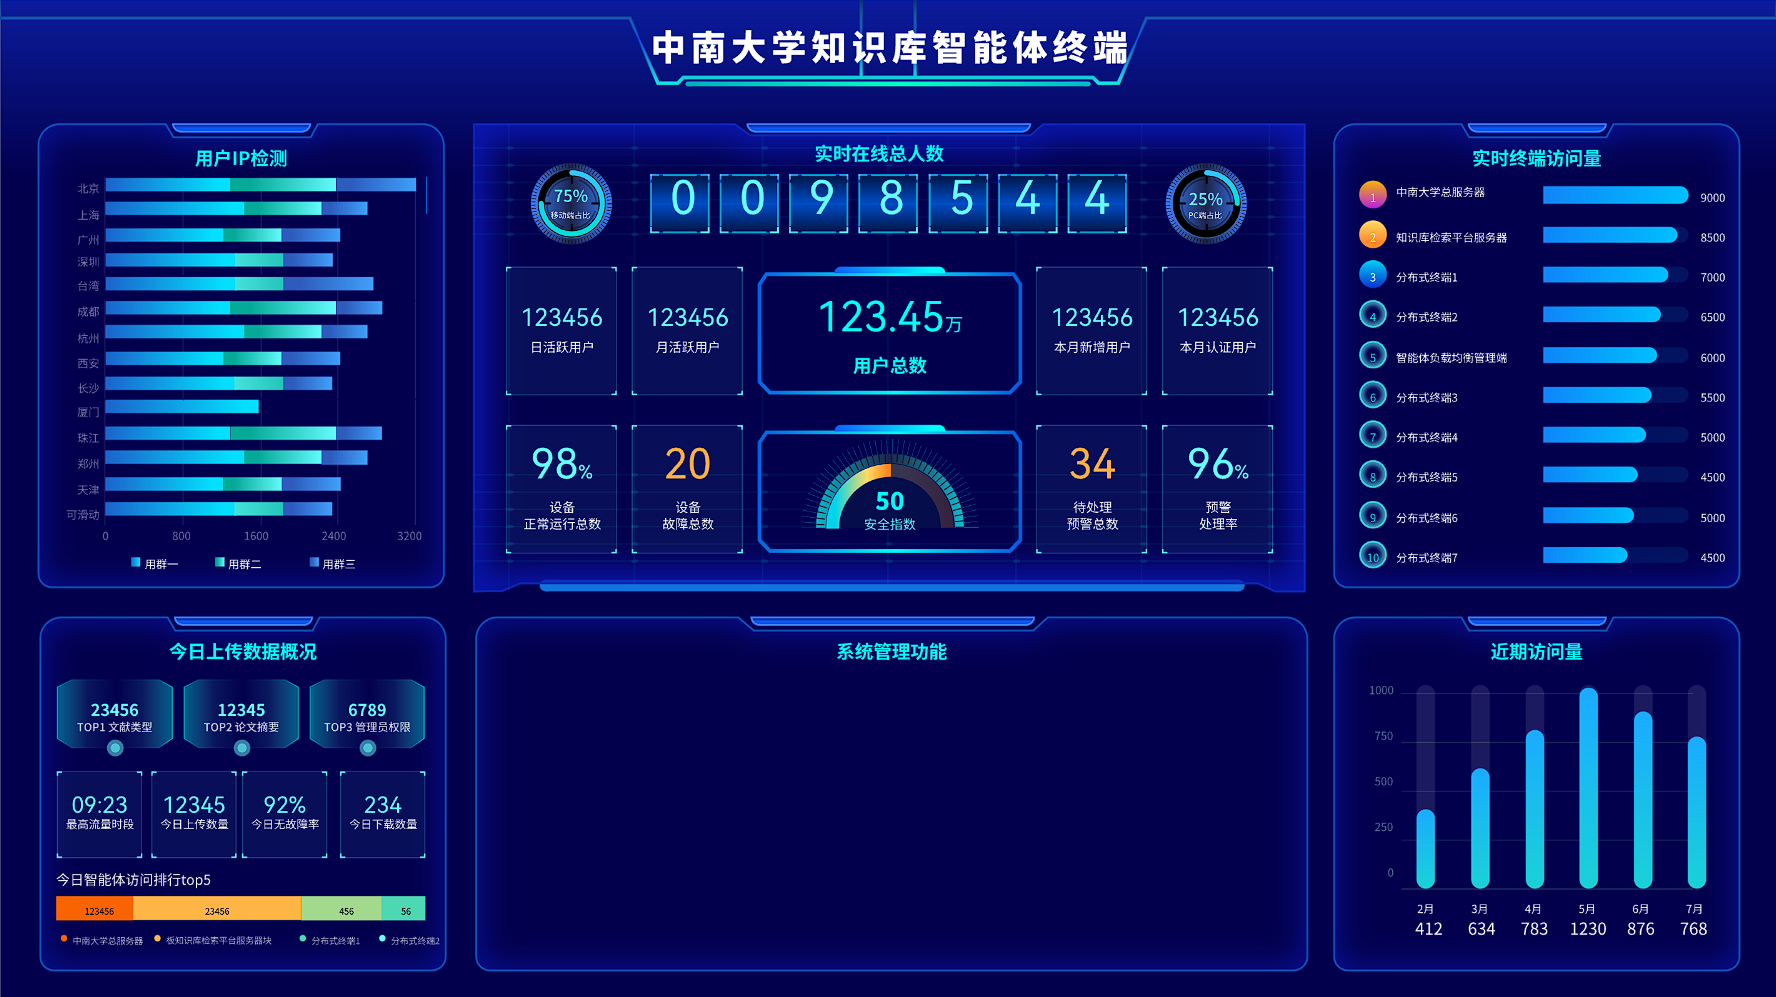 中南大学知识库智能体终端
用户IP检测
北京
上海
广州
深圳
台湾
成都
杭州
西安
长沙
厦门
珠江
郑州
天津
可滑动
0 800 1600 2400 3200
用群一 用群二 用群三
实时在线总人数
75%
移动端占比
0 0 9 8 5 4 4
25%
PC端占比
123456
日活跃用户
123456
月活跃用户
123.45万
用户总数
123456
本月新增用户
123456
本月认证用户
98%
设备
正常运行总数
20
设备
故障总数
50
安全指数
34
待处理
预警总数
96%
预警
处理率
实时终端访问量
1 中南大学总服务器 9000
2 知识库检索平台服务器 8500
3 分布式终端1 7000
4 分布式终端2 6500
5 智能体负载均衡管理端 6000
6 分布式终端3 5500
7 分布式终端4 5000
8 分布式终端5 4500
9 分布式终端6 5000
10 分布式终端7 4500
今日上传数据概况
23456
TOP1 文献类型
12345
TOP2 论文摘要
6789
TOP3 管理员权限
09:23
最高流量时段
12345
今日上传数量
92%
今日无故障率
234
今日下载数量
今日智能体访问排行top5
123456 23456 456 56
中南大学总服务器 板知识库检索平台服务器块 分布式终端1 分布式终端2
系统管理功能
近期访问量
1000
750
500
250
0
2月 3月 4月 5月 6月 7月
412 634 783 1230 876 768